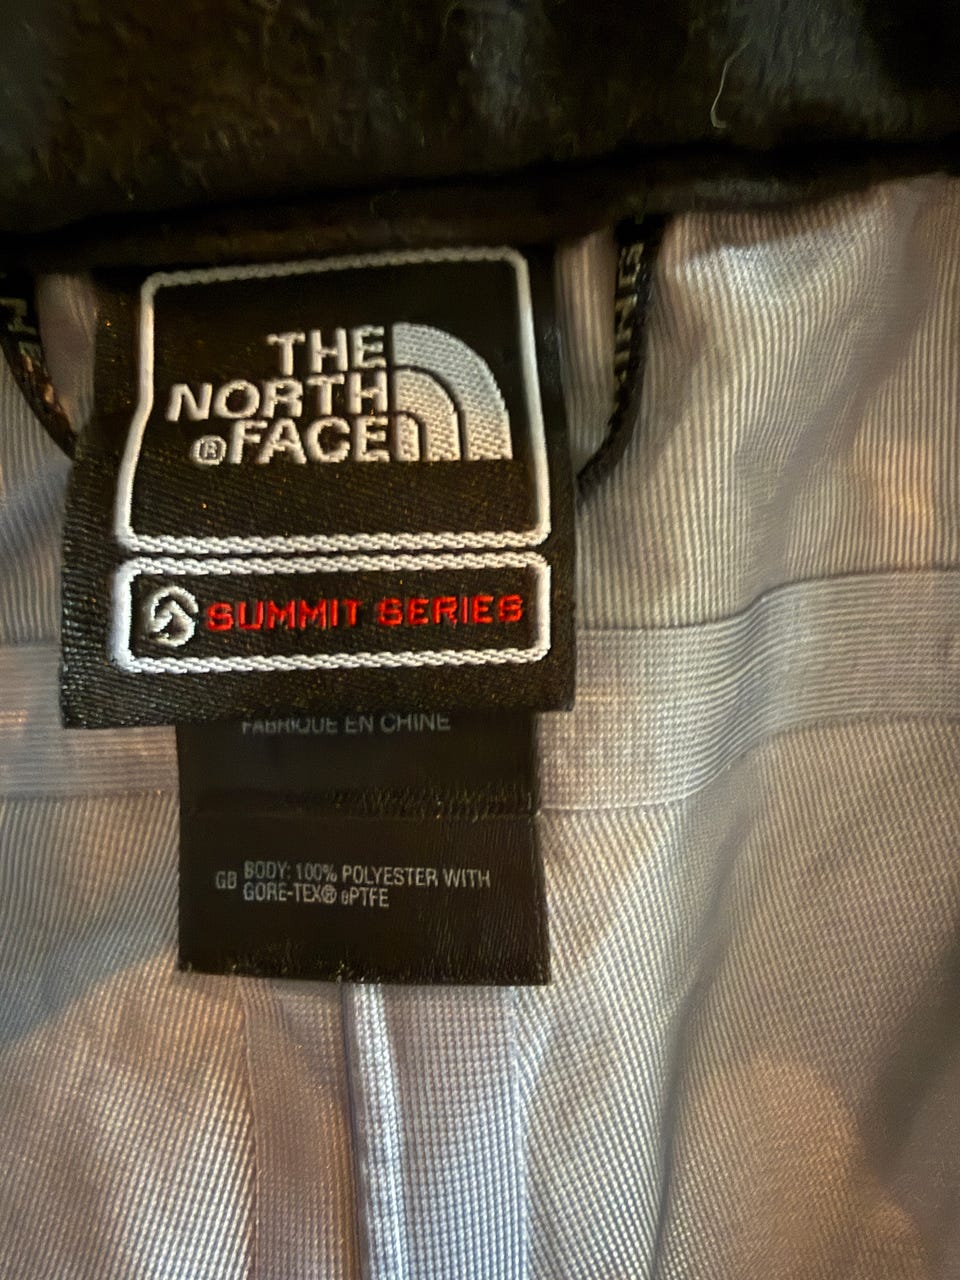 THE
NORTH
® FACE
SUMMIT SERIES
FABRIQUE EN CHINE
GB BODY: 100% POLYESTER WITH
GORE-TEX® ePTFE